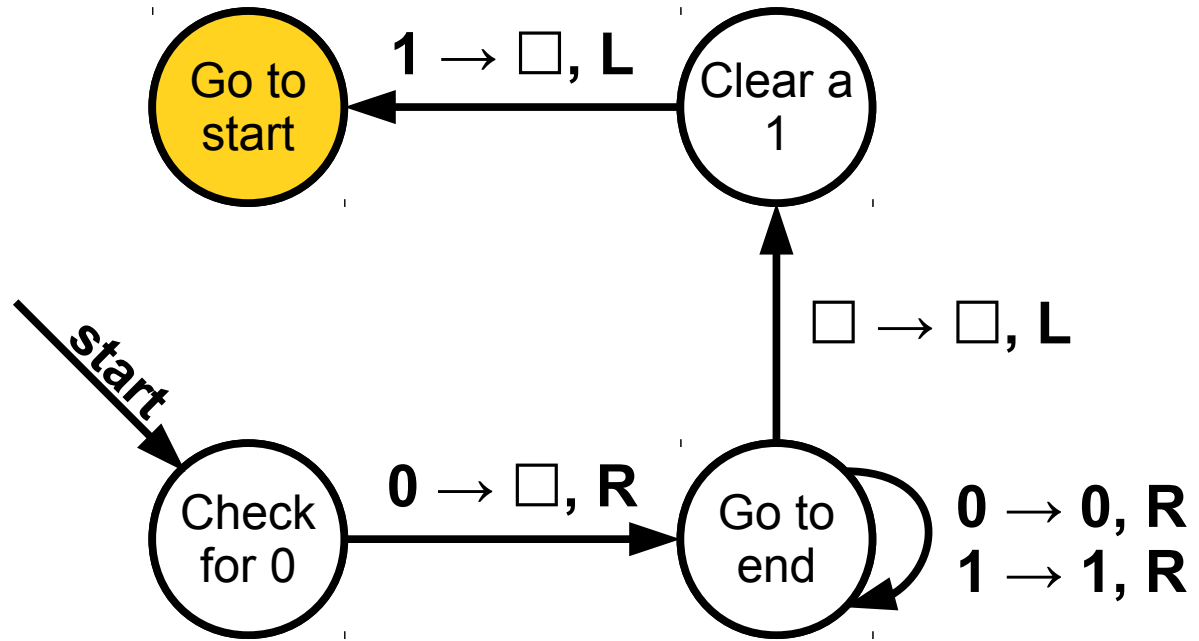 Go to
start
1 → □, L
Clear a
1
start
□ → □, L
Check
for 0
0 → □, R
Go to
end
0 → 0, R
1 → 1, R